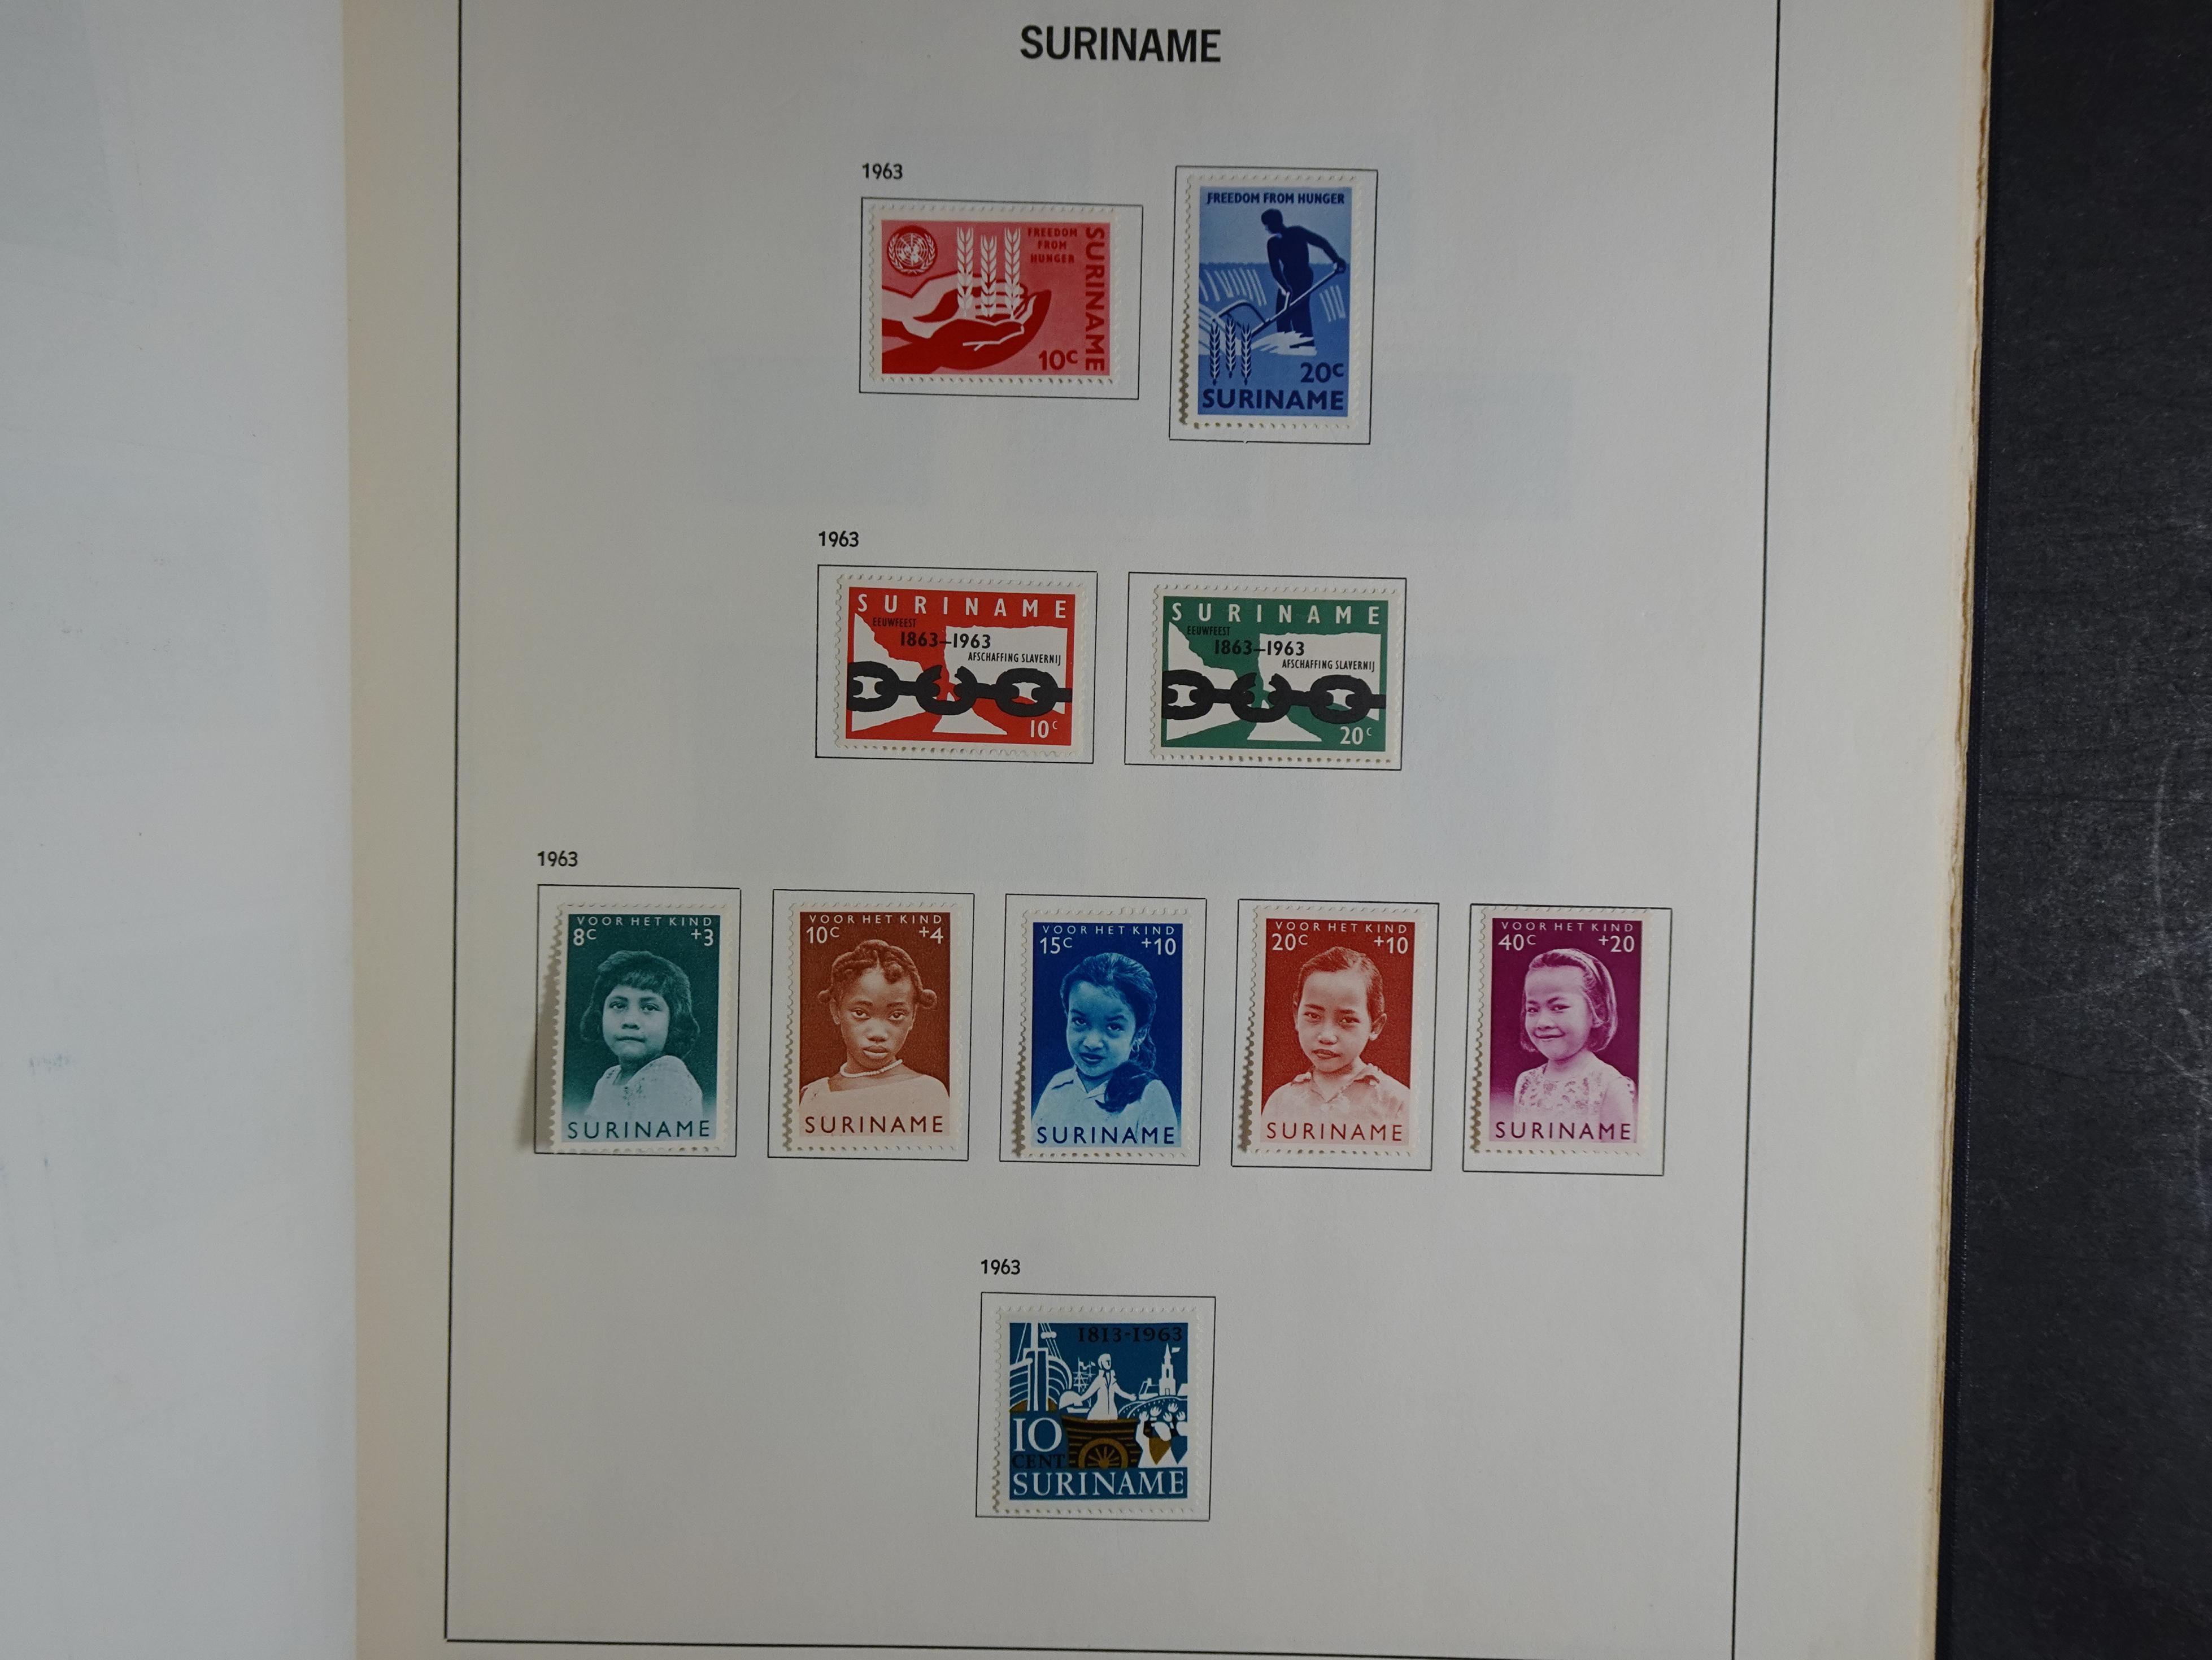 SURINAME
1963
FREEDOM
FROM
HUNGER
SURINAME
10c
FREEDOM FROM HUNGER
20c
SURINAME
1963
SURINAME
EEUWFEEST
1863-1963
AFSCHAFFING SLAVERNIJ
10c
SURINAME
EEUWFEEST
1863-1963
AFSCHAFFING SLAVERNIJ
20c
1963
VOOR HET KIND
8c +3
SURINAME
VOOR HET KIND
10c +4
SURINAME
VOOR HET KIND
15c +10
SURINAME
VOOR HET KIND
20c +10
SURINAME
VOOR HET KIND
40c +20
SURINAME
1963
1813-1963
10
CENT
SURINAME